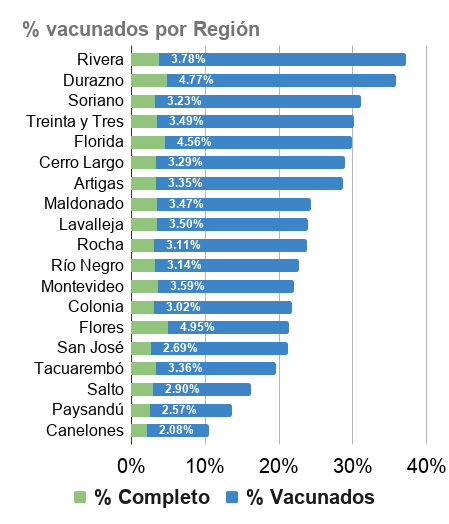 % vacunados por Región
Rivera 3.78%
Durazno 4.77%
Soriano 3.23%
Treinta y Tres 3.49%
Florida 4.56%
Cerro Largo 3.29%
Artigas 3.35%
Maldonado 3.47%
Lavalleja 3.50%
Rocha 3.11%
Río Negro 3.14%
Montevideo 3.59%
Colonia 3.02%
Flores 4.95%
San José 2.69%
Tacuarembó 3.36%
Salto 2.90%
Paysandú 2.57%
Canelones 2.08%
0% 10% 20% 30% 40%
% Completo % Vacunados